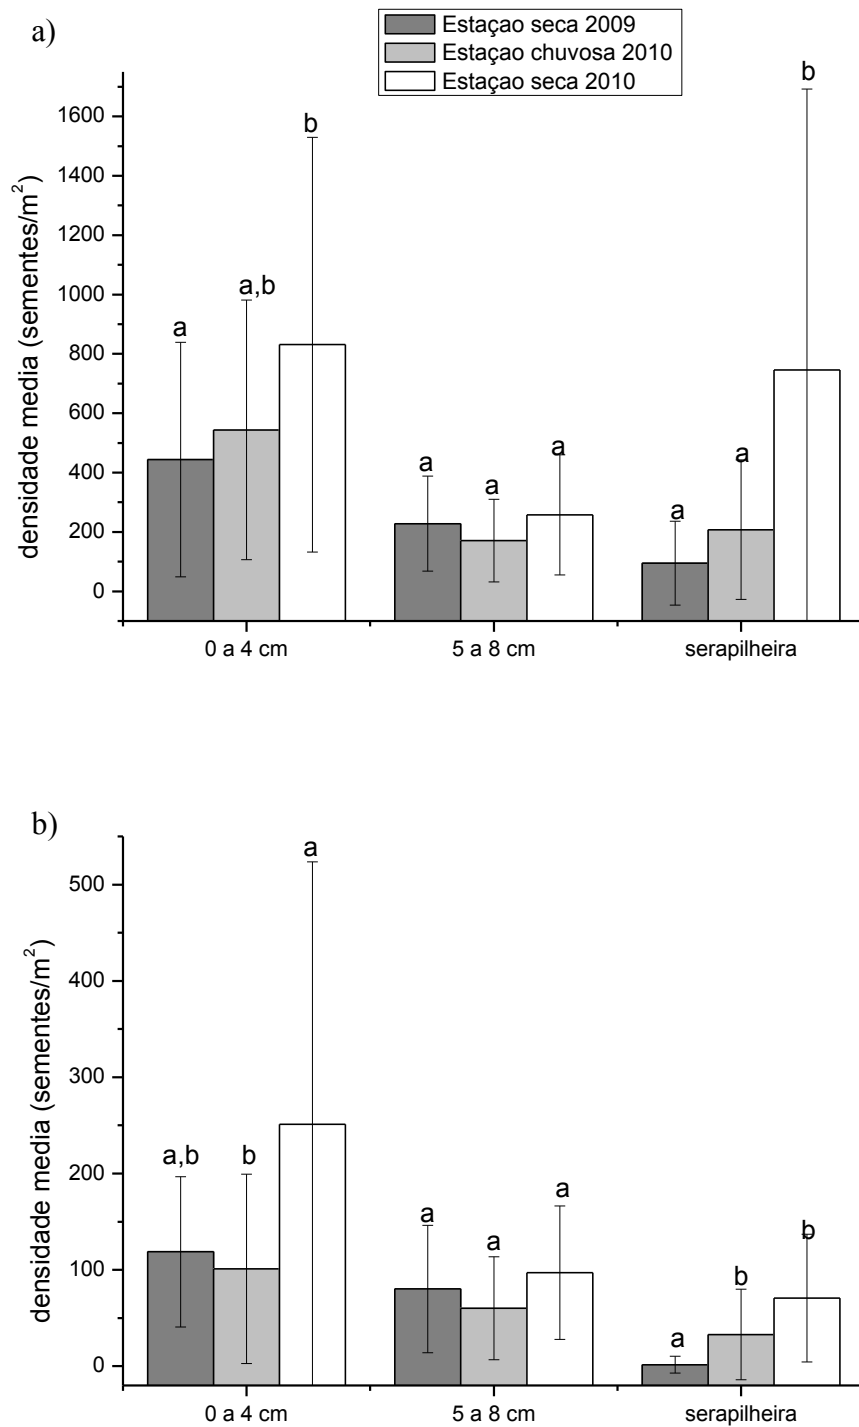 a)
Estaçao seca 2009
Estaçao chuvosa 2010
Estaçao seca 2010
densidade media (sementes/m²)
1600
1400
1200
1000
800
600
400
200
0
a
a,b
b
a
a
a
a
a
b
0 a 4 cm
5 a 8 cm
serapilheira
b)
densidade media (sementes/m²)
500
400
300
200
100
0
a,b
b
a
a
a
a
a
b
b
0 a 4 cm
5 a 8 cm
serapilheira